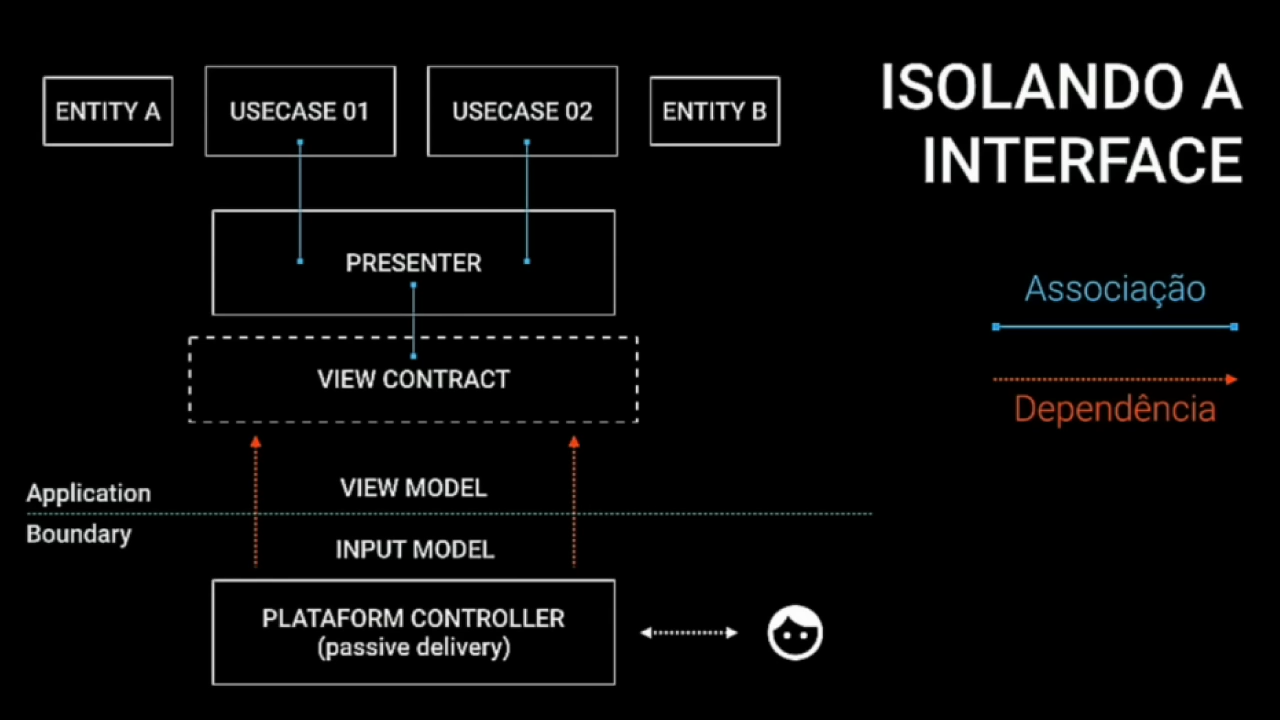 ISOLANDO A
INTERFACE
ENTITY A
USECASE 01
USECASE 02
ENTITY B
PRESENTER
Associação
VIEW CONTRACT
Dependência
Application
VIEW MODEL
Boundary
INPUT MODEL
PLATAFORM CONTROLLER
(passive delivery)